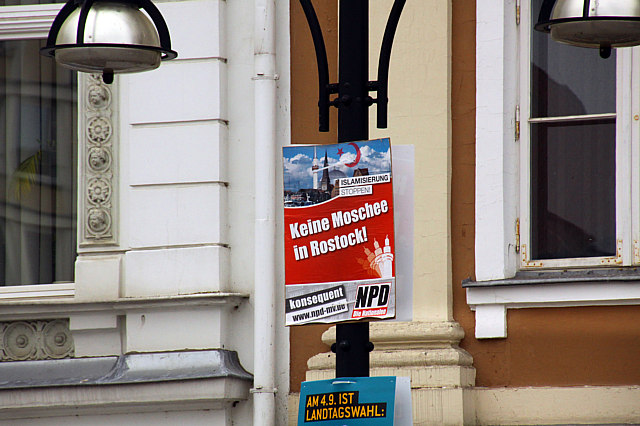 ISLAMISIERUNG
STOPPEN!
Keine Moschee
in Rostock!
konsequent
www.npd-mv.de
NPD
Die Nationalen
AM 4.9. IST
LANDTAGSWAHL: